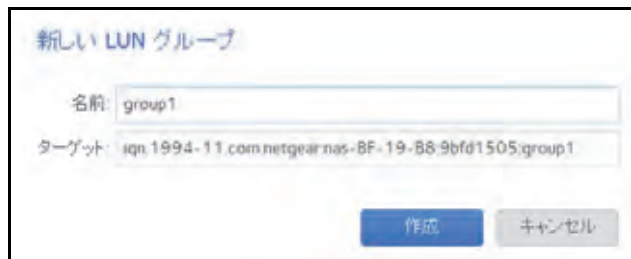 新しい LUN グループ
名前: group1
ターゲット: iqn.1994-11.com.netgear:nas-8F-19-B8:9bfd1505:group1
作成 キャンセル